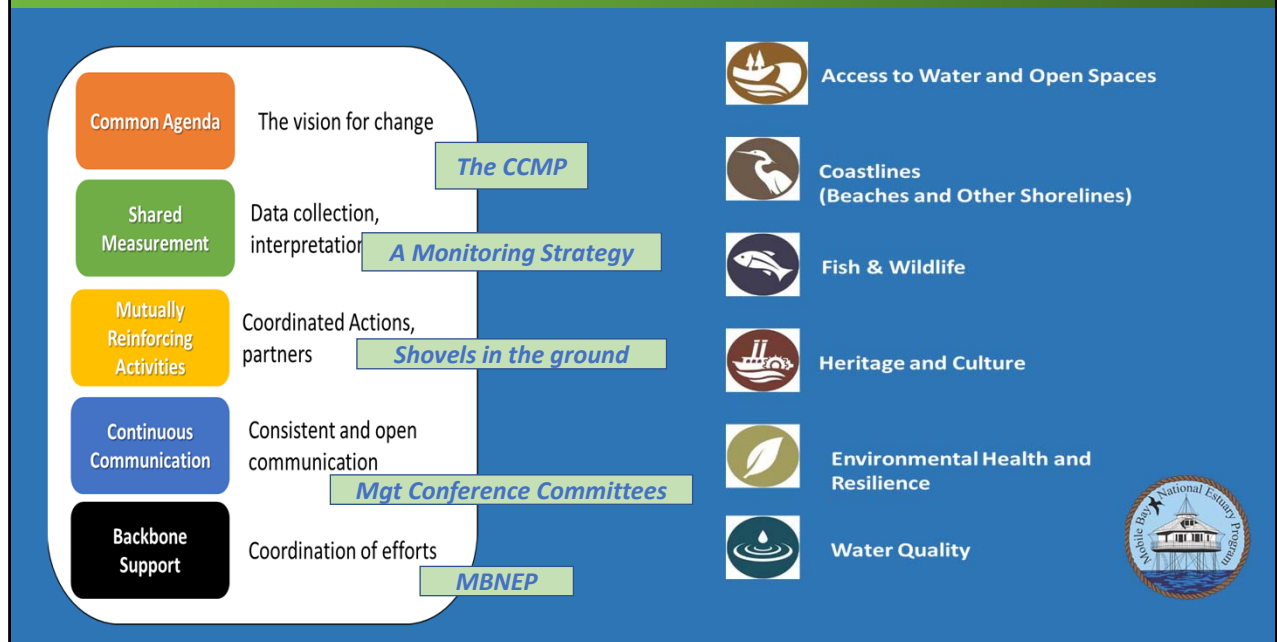 Common Agenda
The vision for change
The CCMP
Shared
Measurement
Data collection,
interpretation
A Monitoring Strategy
Mutually
Reinforcing
Activities
Coordinated Actions,
partners
Shovels in the ground
Continuous
Communication
Consistent and open
communication
Mgt Conference Committees
Backbone
Support
Coordination of efforts
MBNEP
Access to Water and Open Spaces
Coastlines
(Beaches and Other Shorelines)
Fish & Wildlife
Heritage and Culture
Environmental Health and
Resilience
Water Quality
Mobile Bay National Estuary Program